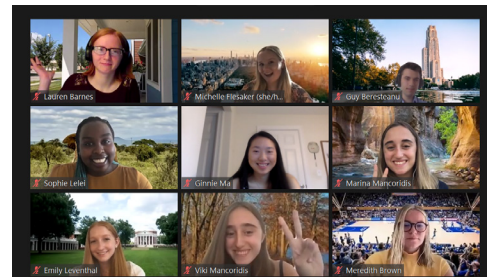 Lauren Barnes
Michelle Flesaker (she/h...
Guy Beresteanu
Sophie Lelei
Ginnie Ma
Marina Mancoridis
Emily Leventhal
Viki Mancoridis
Meredith Brown